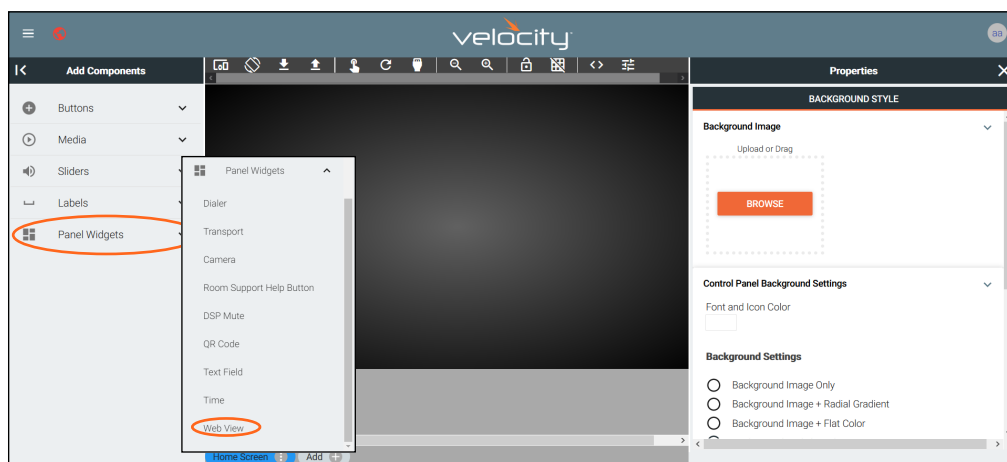 velocity
aa
Add Components
Properties
Buttons
Media
Sliders
Labels
Panel Widgets
Panel Widgets
Dialer
Transport
Camera
Room Support Help Button
DSP Mute
QR Code
Text Field
Time
Web View
Home Screen
Add
BACKGROUND STYLE
Background Image
Upload or Drag
BROWSE
Control Panel Background Settings
Font and Icon Color
Background Settings
Background Image Only
Background Image + Radial Gradient
Background Image + Flat Color